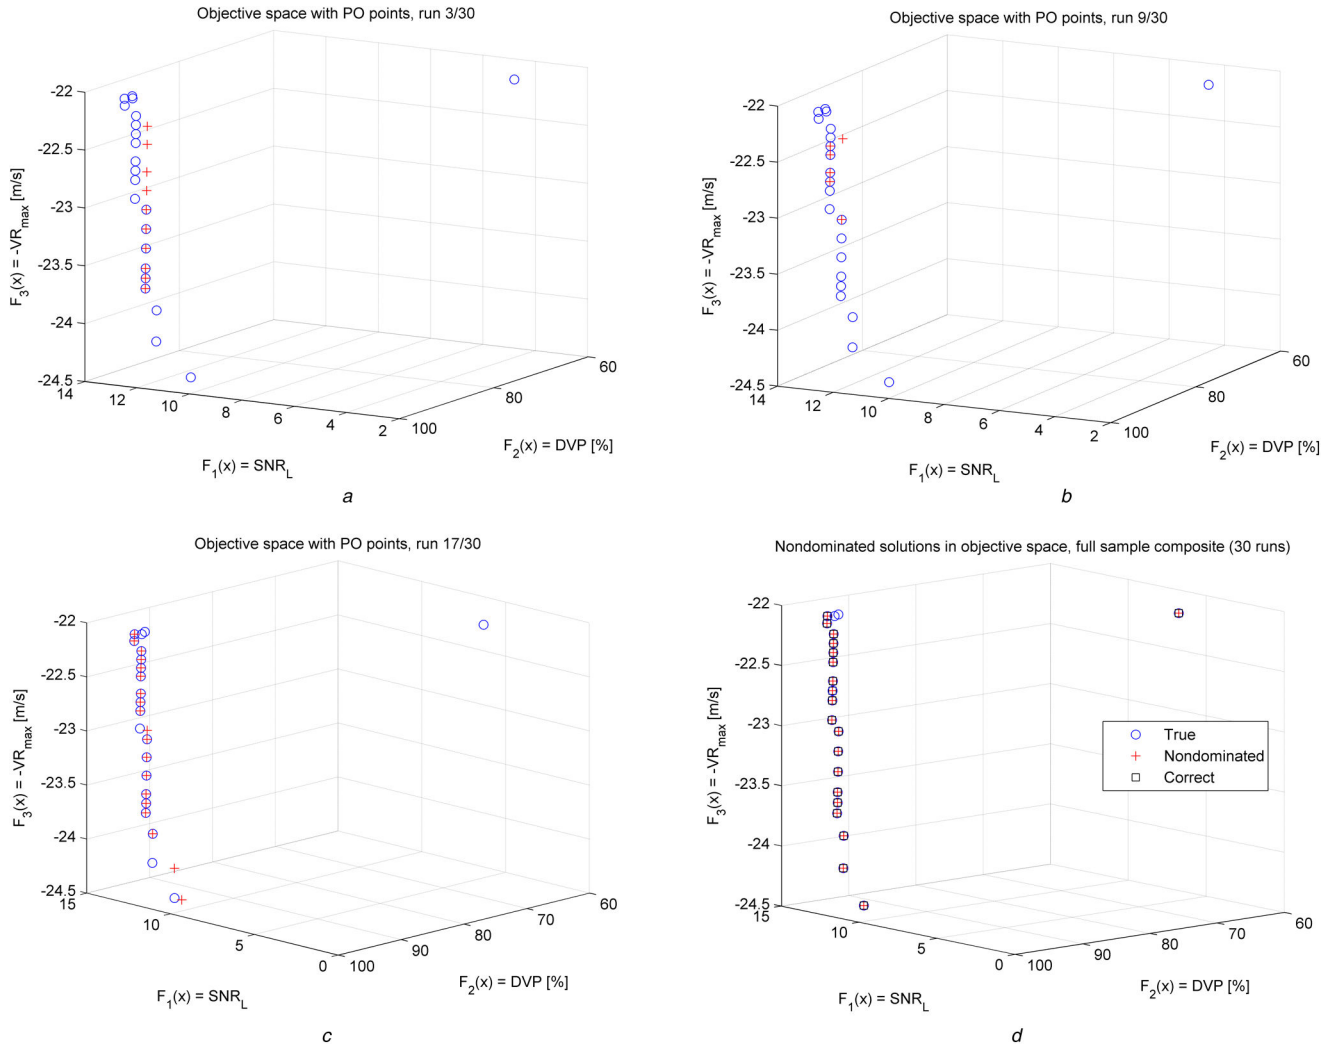 Objective space with PO points, run 3/30
-22
-22.5
-23
-23.5
-24
-24.5
F3(x) = -VRmax [m/s]
14
12
10
8
6
4
2
F1(x) = SNRL
100
80
60
F2(x) = DVP [%]
a
Objective space with PO points, run 9/30
-22
-22.5
-23
-23.5
-24
-24.5
F3(x) = -VRmax [m/s]
14
12
10
8
6
4
2
F1(x) = SNRL
100
80
60
F2(x) = DVP [%]
b
Objective space with PO points, run 17/30
-22
-22.5
-23
-23.5
-24
-24.5
F3(x) = -VRmax [m/s]
15
10
5
0
F1(x) = SNRL
100
90
80
70
60
F2(x) = DVP [%]
c
Nondominated solutions in objective space, full sample composite (30 runs)
-22
-22.5
-23
-23.5
-24
-24.5
F3(x) = -VRmax [m/s]
15
10
5
0
F1(x) = SNRL
100
90
80
70
60
F2(x) = DVP [%]
True
Nondominated
Correct
d